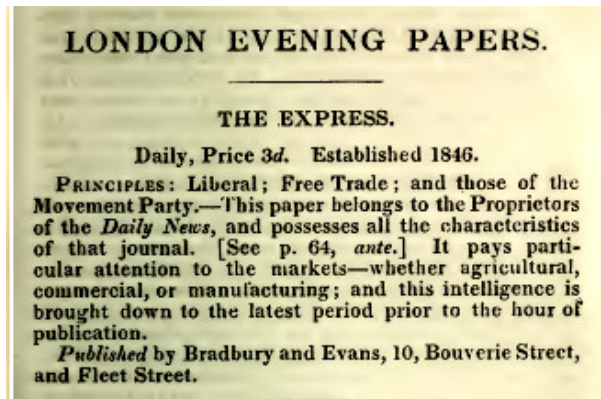 LONDON EVENING PAPERS.
THE EXPRESS.
Daily, Price 3d. Established 1846.
PRINCIPLES: Liberal; Free Trade; and those of the
Movement Party.—This paper belongs to the Proprietors
of the Daily News, and possesses all the characteristics
of that journal. [See p. 64, ante.] It pays parti-
cular attention to the markets—whether agricultural,
commercial, or manufacturing; and this intelligence is
brought down to the latest period prior to the hour of
publication.
Published by Bradbury and Evans, 10, Bouverie Street,
and Fleet Street.